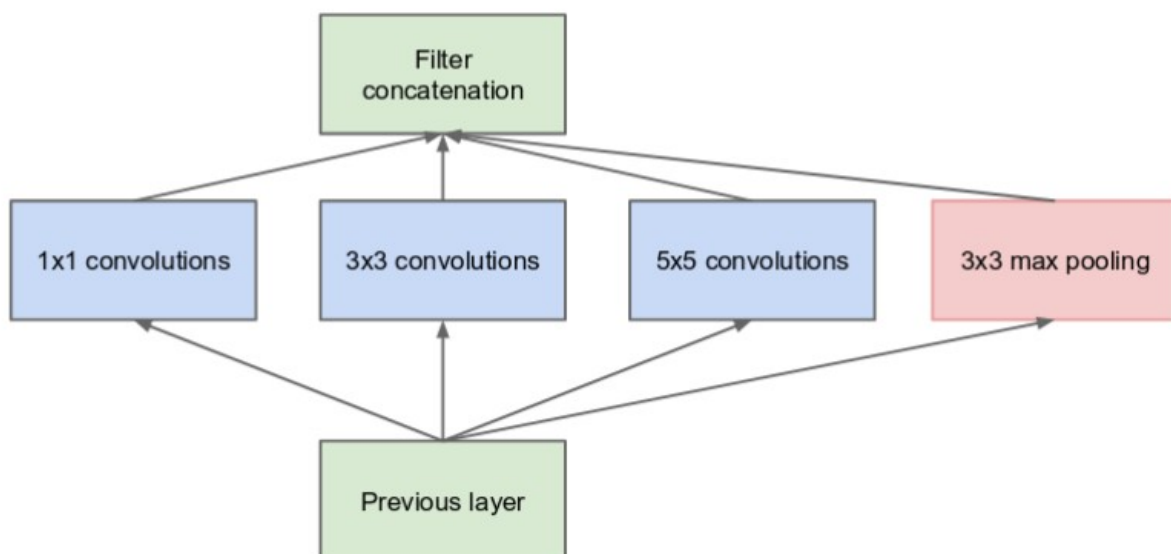 Filter
concatenation
1x1 convolutions
3x3 convolutions
5x5 convolutions
3x3 max pooling
Previous layer